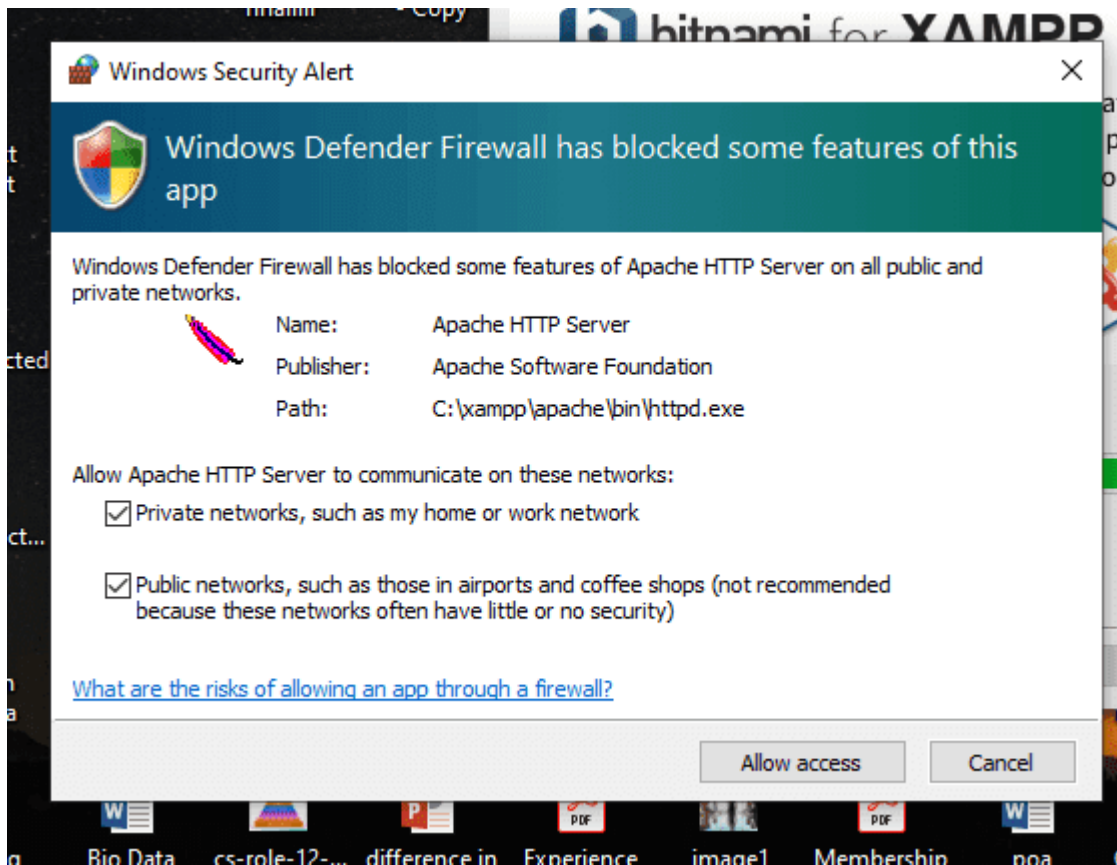 - Copy
bitnami for XAMPP
Windows Security Alert
Windows Defender Firewall has blocked some features of this
app
Windows Defender Firewall has blocked some features of Apache HTTP Server on all public and
private networks.
Name: Apache HTTP Server
Publisher: Apache Software Foundation
Path: C:\xampp\apache\bin\httpd.exe
cted
Allow Apache HTTP Server to communicate on these networks:
Private networks, such as my home or work network
ct...
Public networks, such as those in airports and coffee shops (not recommended
because these networks often have little or no security)
What are the risks of allowing an app through a firewall?
Allow access Cancel
Bio Data cs-role-12-... difference in Experience image1 Membership poa